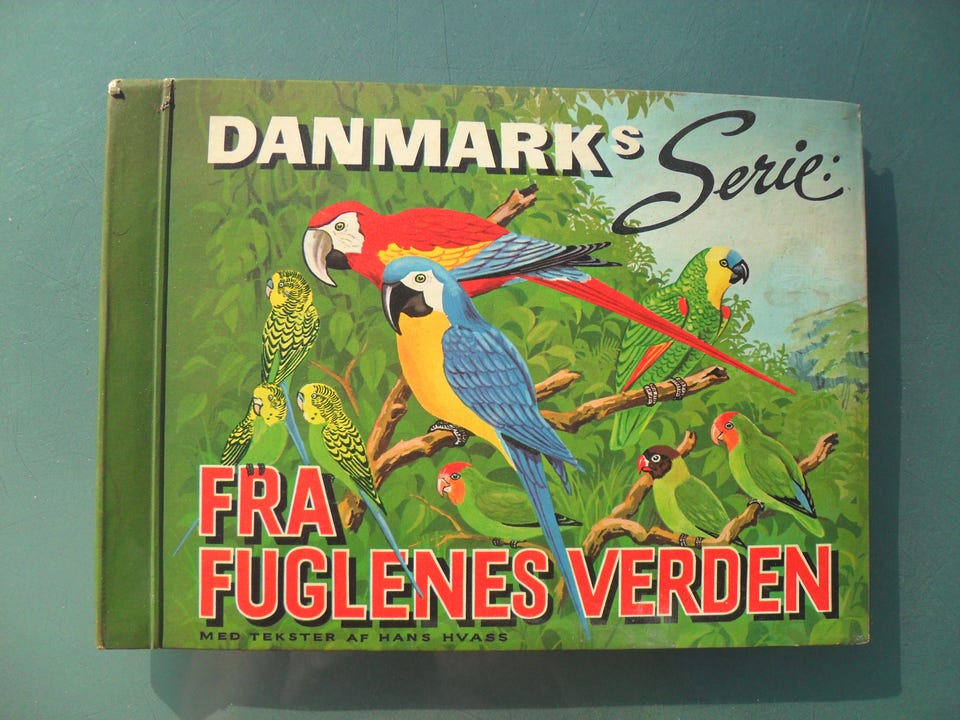 DANMARKs Serie:
FRA
FUGLENES VERDEN
MED TEKSTER AF HANS HVASS